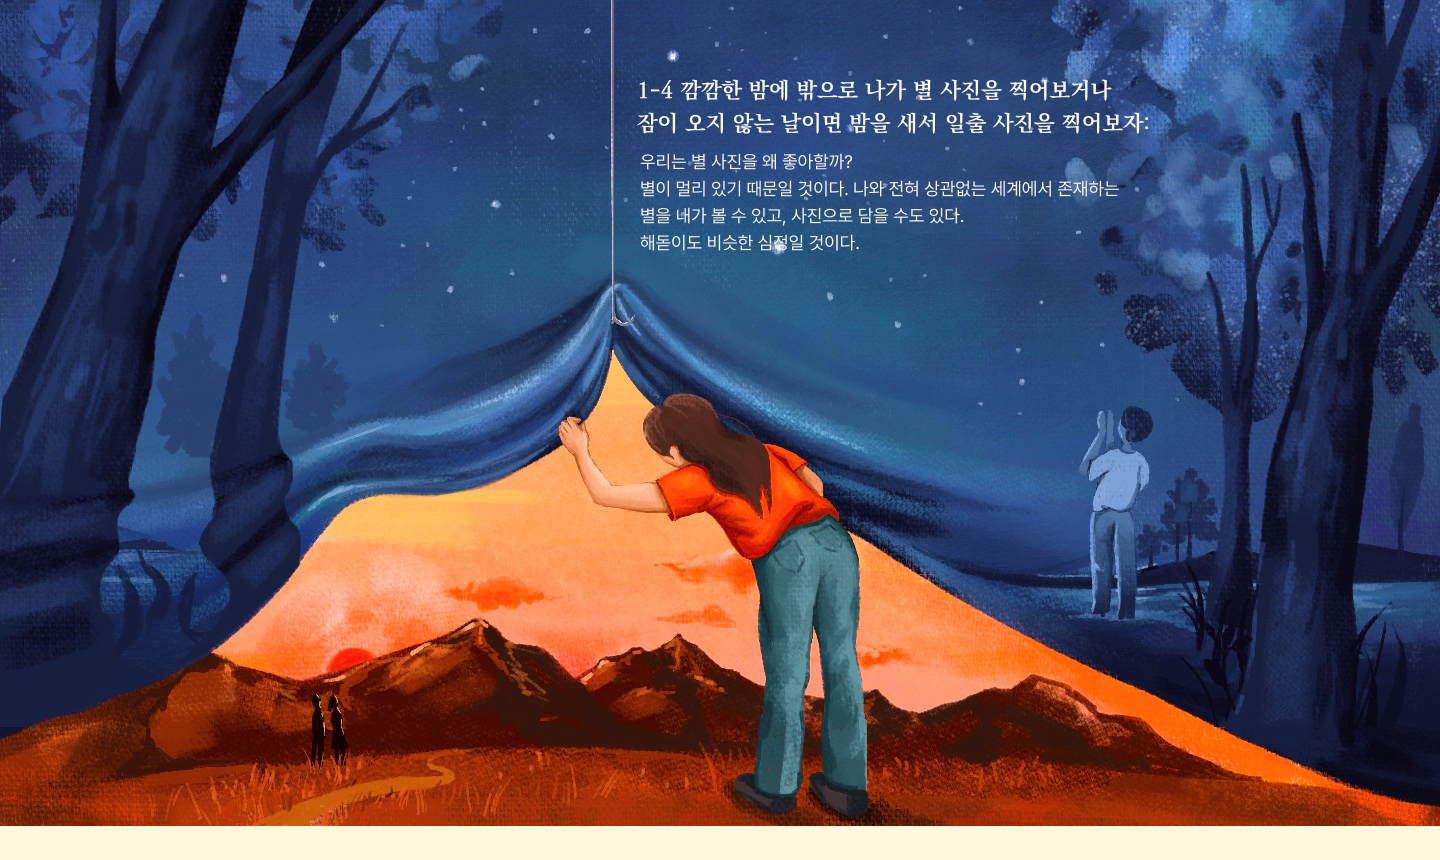 1-4 깜깜한 밤에 밖으로 나가 별 사진을 찍어보거나
잠이 오지 않는 날이면 밤을 새서 일출 사진을 찍어보자:
우리는 별 사진을 왜 좋아할까?
별이 멀리 있기 때문일 것이다. 나와 전혀 상관없는 세계에서 존재하는
별을 내가 볼 수 있고, 사진으로 담을 수도 있다.
해돋이도 비슷한 심정일 것이다.